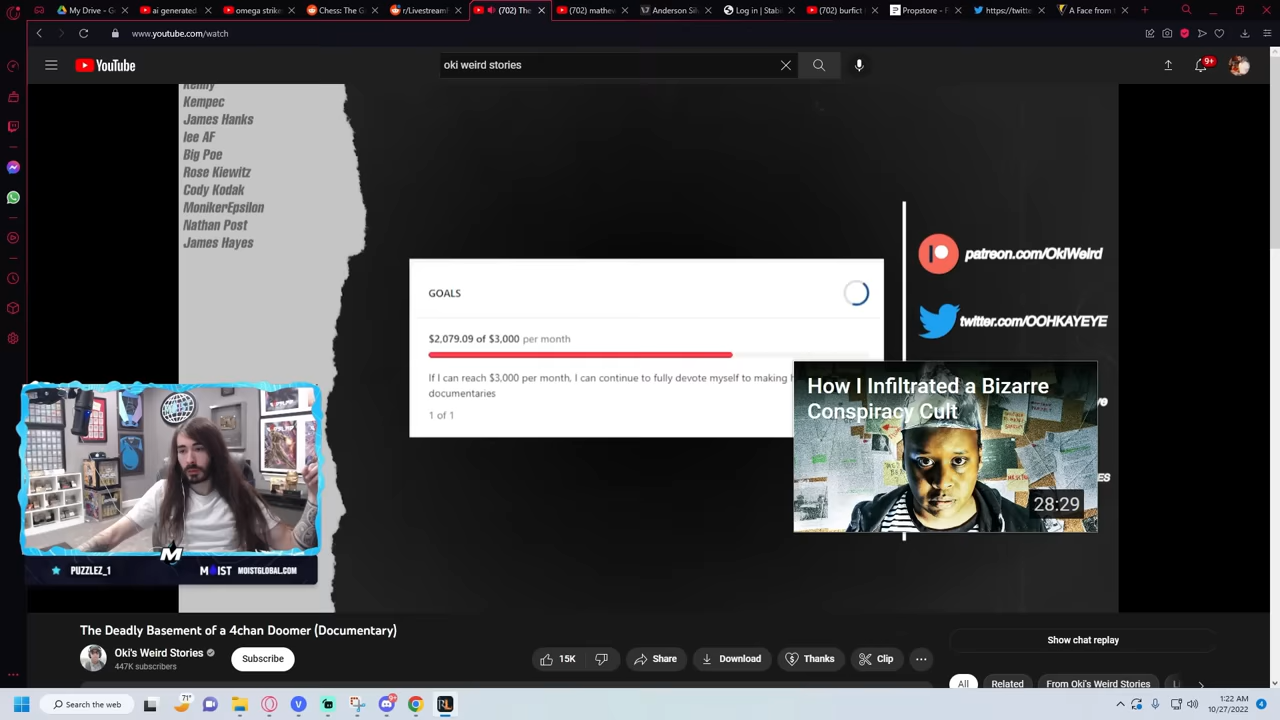 My Drive - G
ai generated
omega strike
Chess: The G
r/Livestream
(702) The
(702) mathew
Anderson Sil
Log in | Stab
(702) burfict
Propstore -
https://twitte
A Face from
www.youtube.com/watch
YouTube
oki weird stories
9+
Kempec
James Hanks
lee AF
Big Poe
Rose Kiewitz
Cody Kodak
MonikerEpsilon
Nathan Post
James Hayes
GOALS
$2,079.09 of $3,000 per month
If I can reach $3,000 per month, I can continue to fully devote myself to making
documentaries
1 of 1
patreon.com/OkiWeird
twitter.com/OOHKAYEYE
How I Infiltrated a Bizarre
Conspiracy Cult
28:29
PUZZLEZ_1
MOIST
MOISTGLOBAL.COM
The Deadly Basement of a 4chan Doomer (Documentary)
Oki's Weird Stories
447K subscribers
Subscribe
15K
Share
Download
Thanks
Clip
Show chat replay
All
Related
From Oki's Weird Stories
Search the web
71°
1:22 AM
10/27/2022